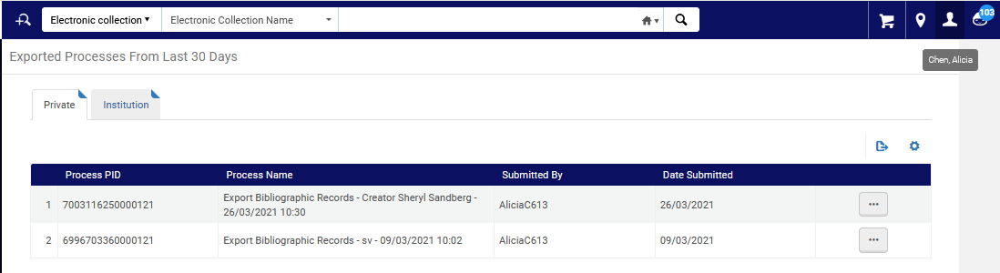 Electronic collection Electronic Collection Name 103
Exported Processes From Last 30 Days
Chen, Alicia
Private Institution
Process PID Process Name Submitted By Date Submitted
1 7003116250000121 Export Bibliographic Records - Creator Sheryl Sandberg - AliciaC613 26/03/2021
26/03/2021 10:30
2 6996703360000121 Export Bibliographic Records - sv - 09/03/2021 10:02 AliciaC613 09/03/2021